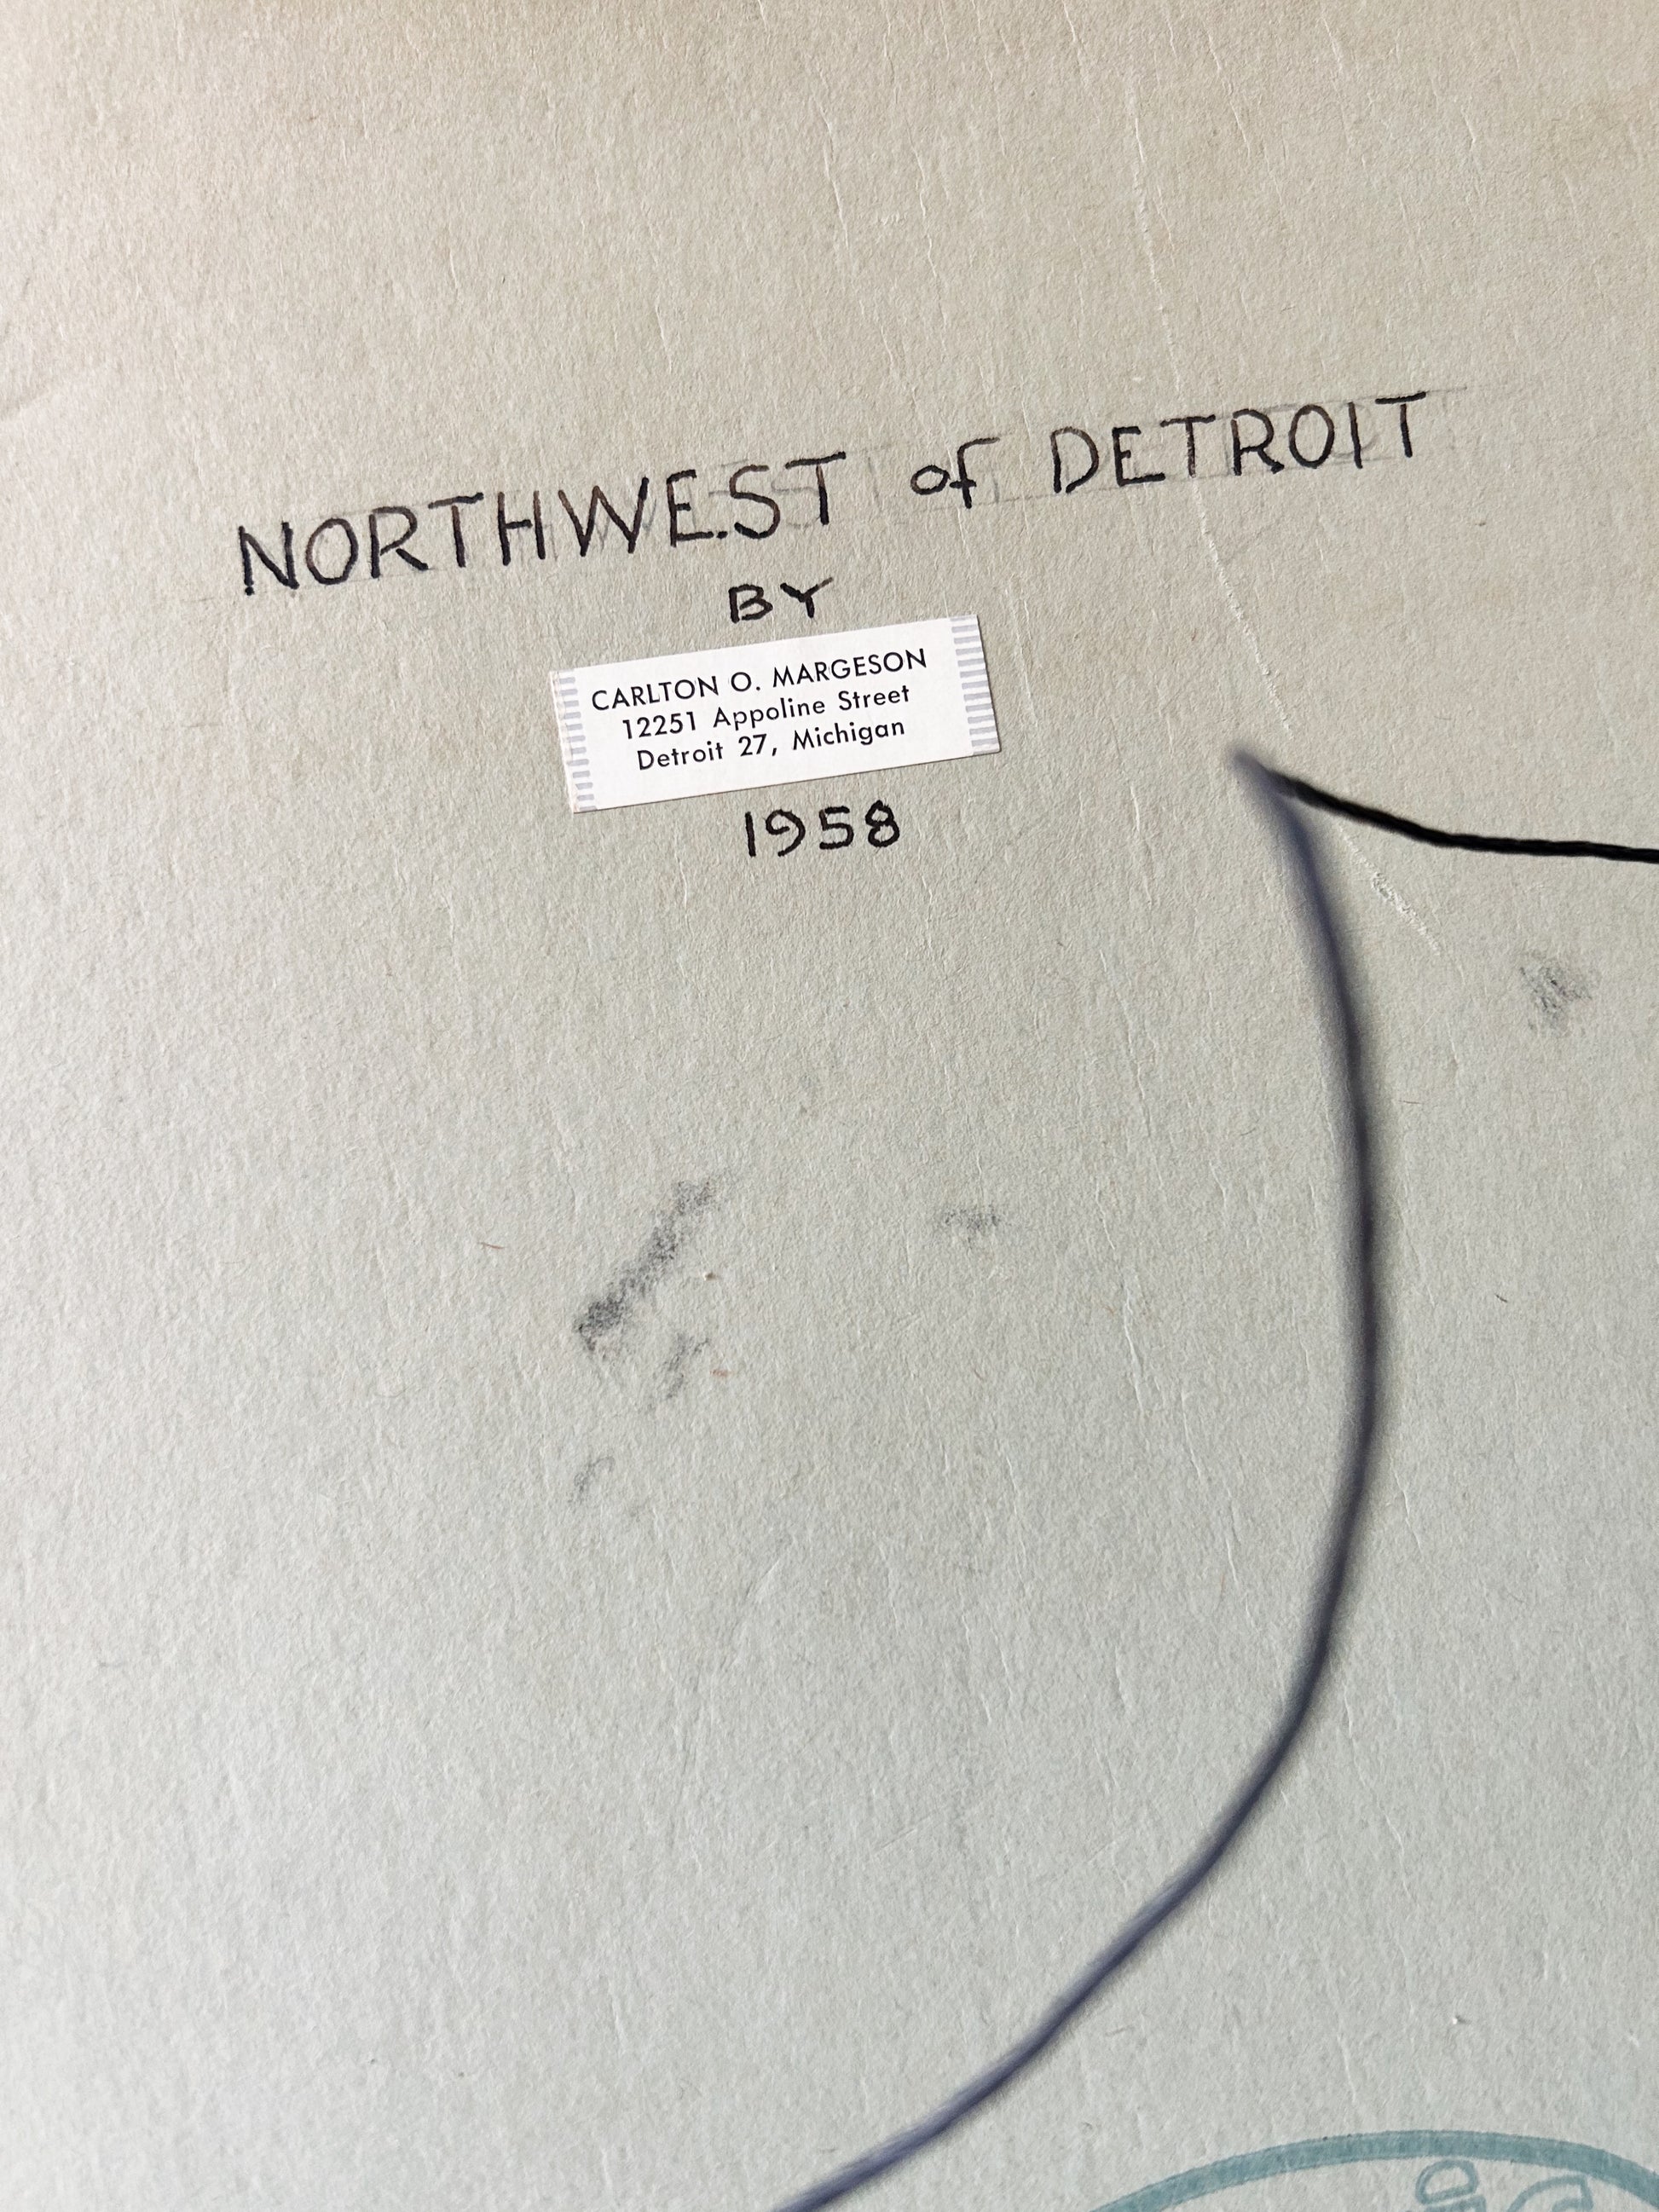 NORTHWEST of DETROIT
BY
CARLTON O. MARGESON
12251 Appoline Street
Detroit 27, Michigan
1958